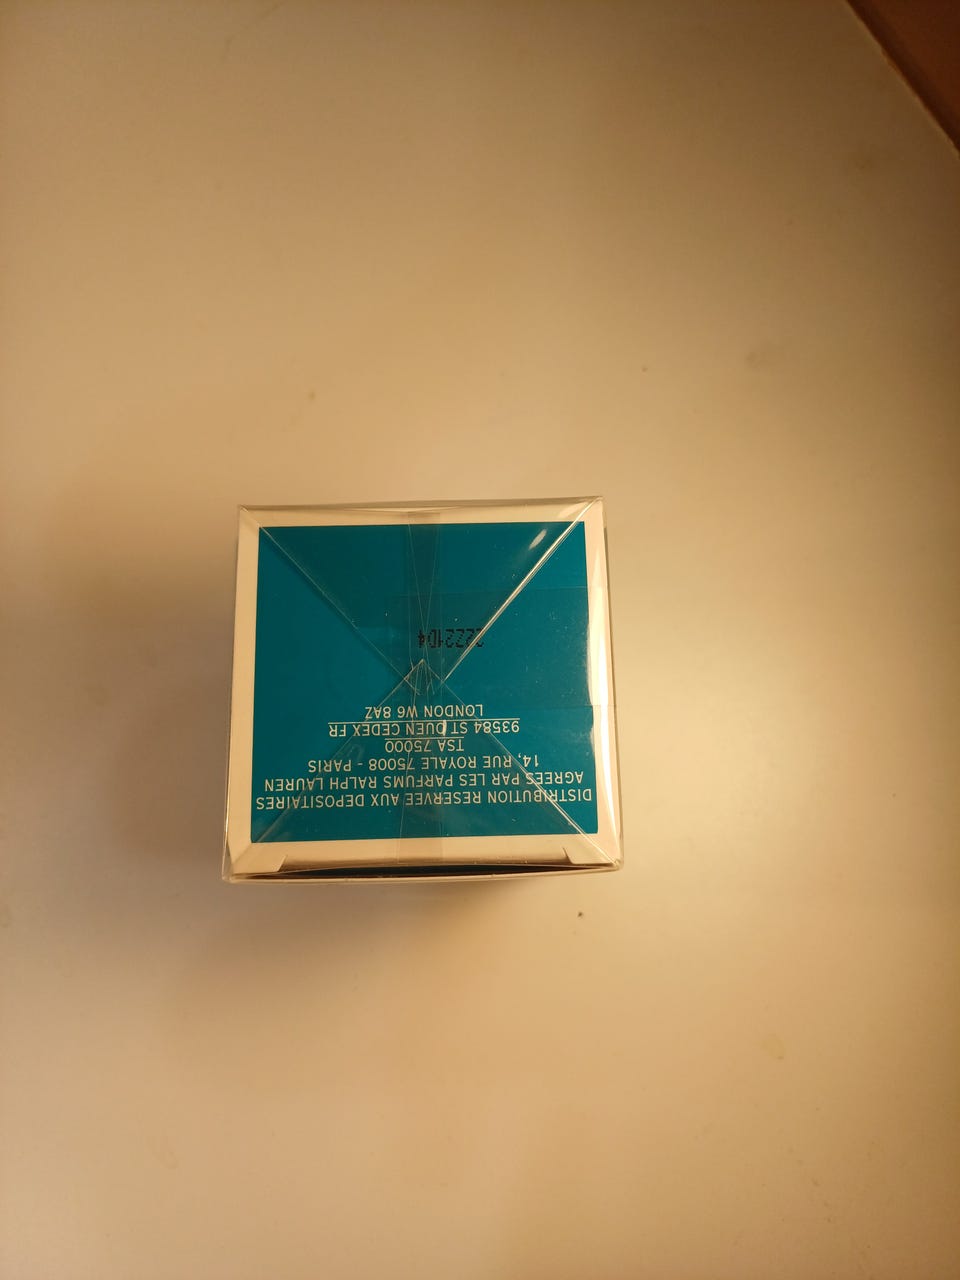 DISTRIBUTION RESERVEE AUX DEPOSITAIRES
AGREES PAR LES PARFUMS RALPH LAUREN
14, RUE ROYALE 75008 - PARIS
TSA 75000
93584 ST OUEN CEDEX FR
LONDON W6 8AZ